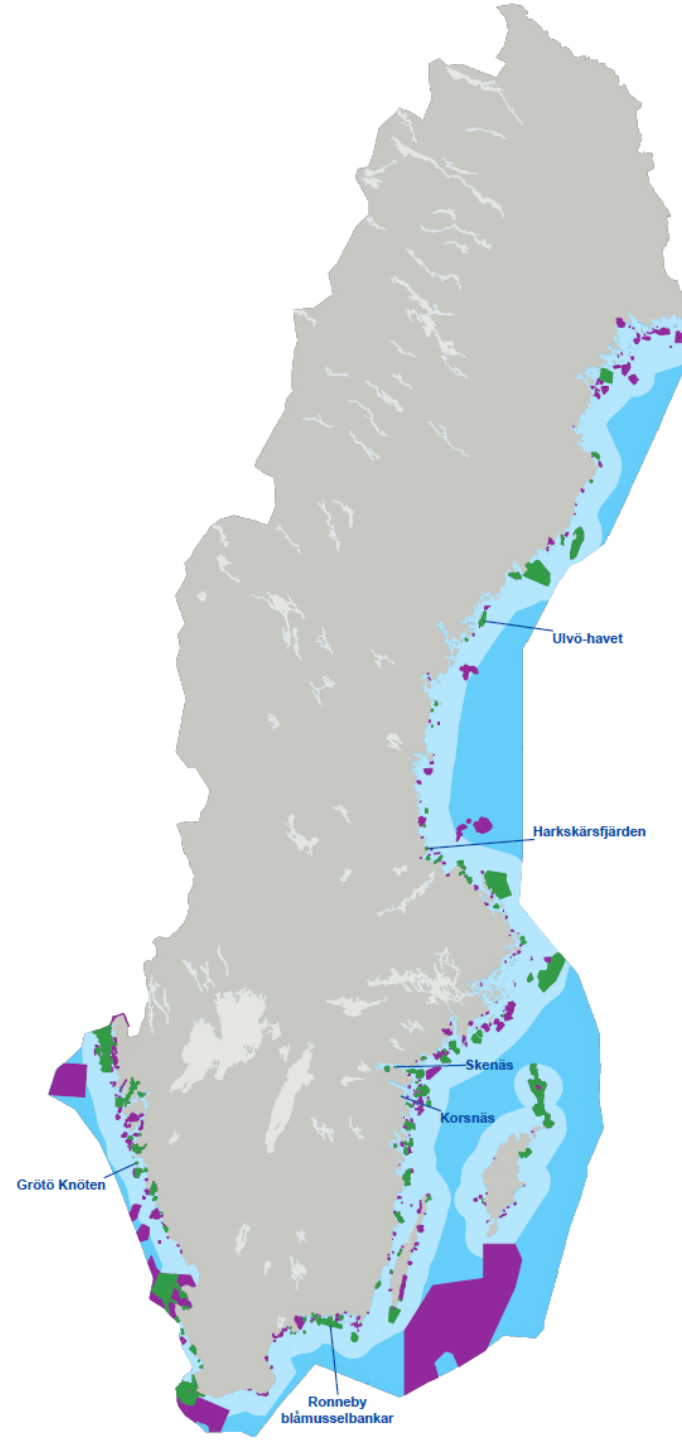 Ulvö-havet
Harkskärsfjärden
Skenäs
Korsnäs
Grötö Knöten
Ronneby
blåmusselbankar